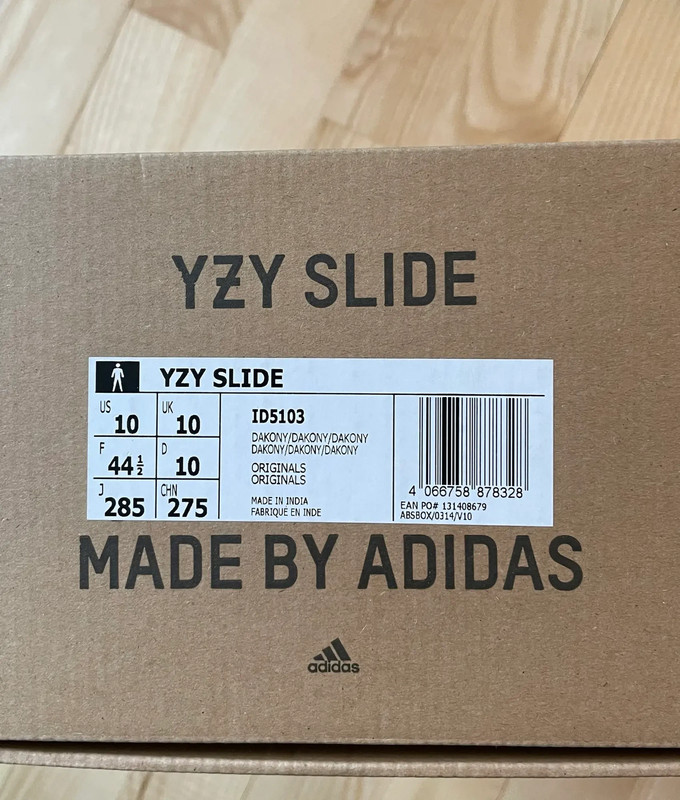 YZY SLIDE
YZY SLIDE
US 10 UK 10
F 44½ D 10
J 285 CHN 275
ID5103
DAKONY/DAKONY/DAKONY
DAKONY/DAKONY/DAKONY
ORIGINALS
ORIGINALS
MADE IN INDIA
FABRIQUÉ EN INDE
4 066758 878328
EAN PO# 131408679
ABSBOX/0314/V10
MADE BY ADIDAS
adidas